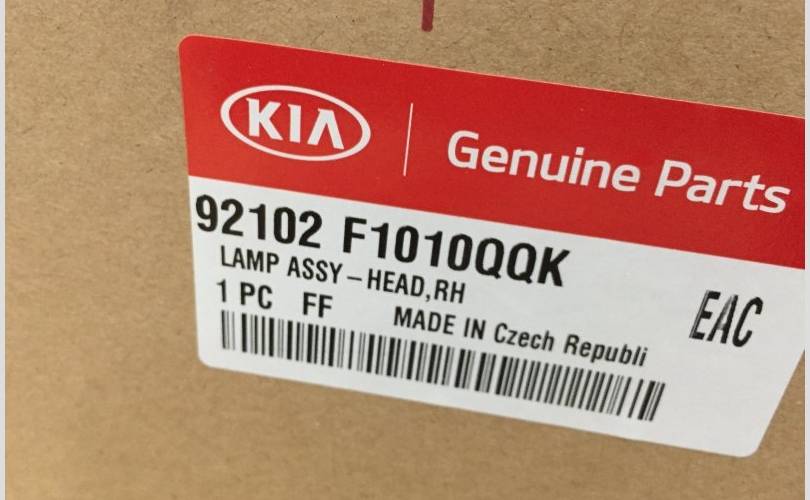 KIA Genuine Parts
92102 F1010QQK
LAMP ASSY-HEAD,RH
1 PC FF MADE IN Czech Republi
EAC